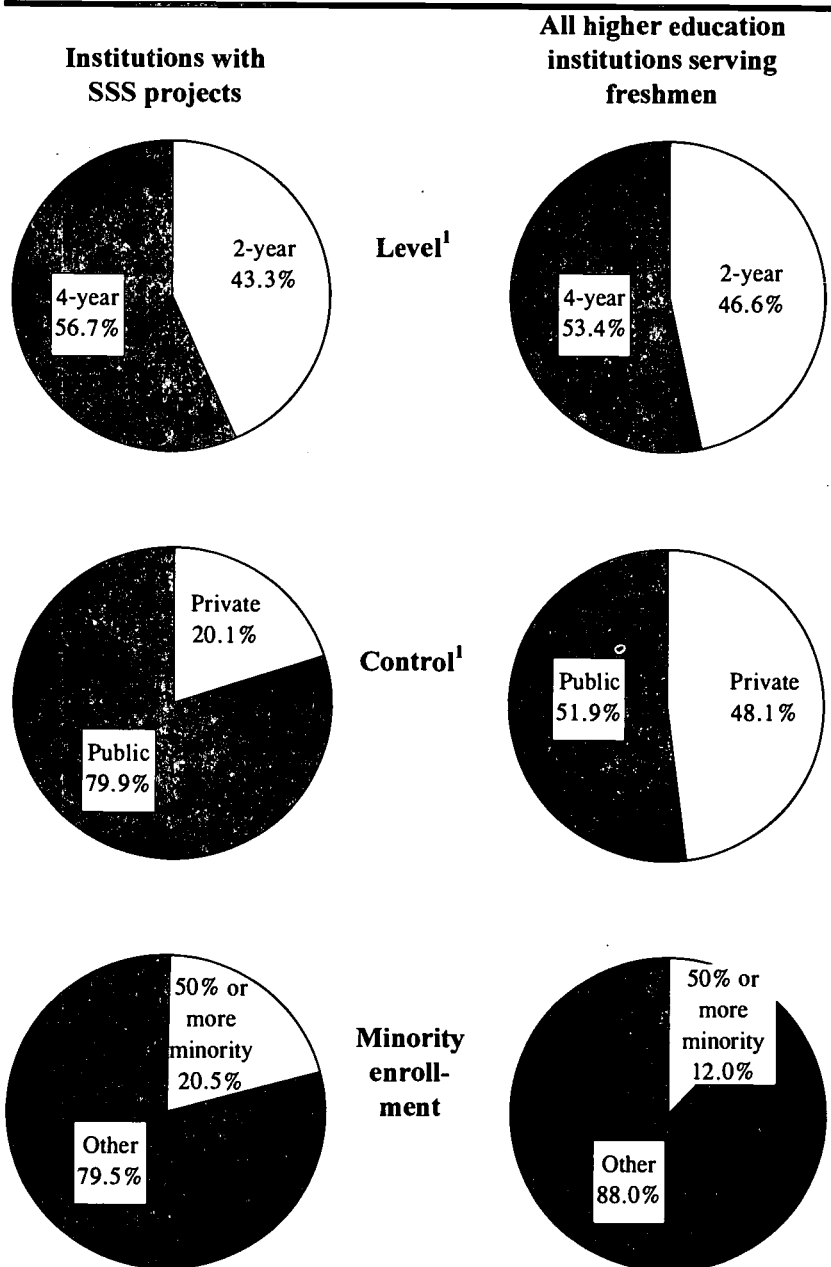 Institutions with
SSS projects
All higher education
institutions serving
freshmen
2-year
43.3%
4-year
56.7%
Level¹
2-year
46.6%
4-year
53.4%
Private
20.1%
Public
79.9%
Control¹
Public
51.9%
Private
48.1%
50% or
more
minority
20.5%
Other
79.5%
Minority
enroll-
ment
50% or
more
minority
12.0%
Other
88.0%